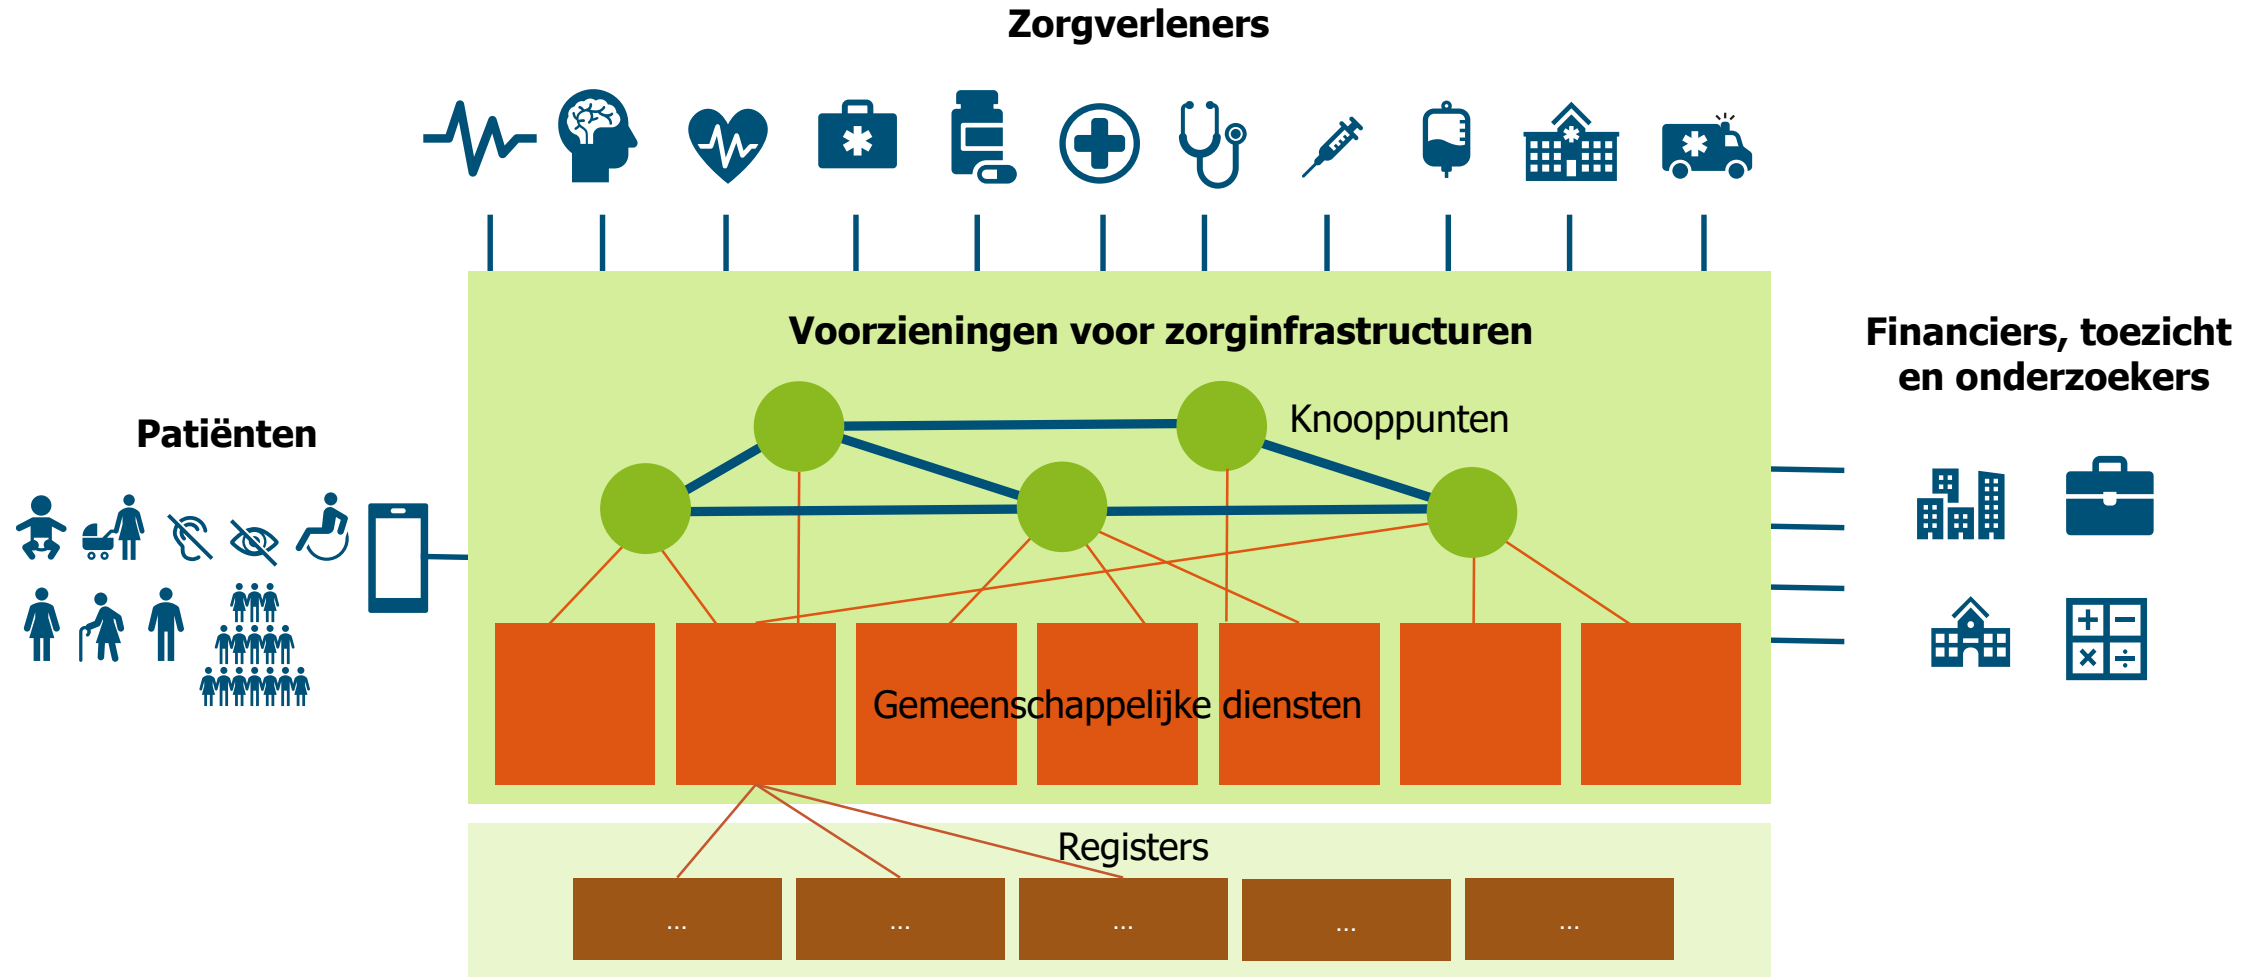 Zorgverleners
Voorzieningen voor zorginfrastructuren
Financiers, toezicht
en onderzoekers
Knooppunten
Patiënten
Gemeenschappelijke diensten
Registers
...
...
...
...
...